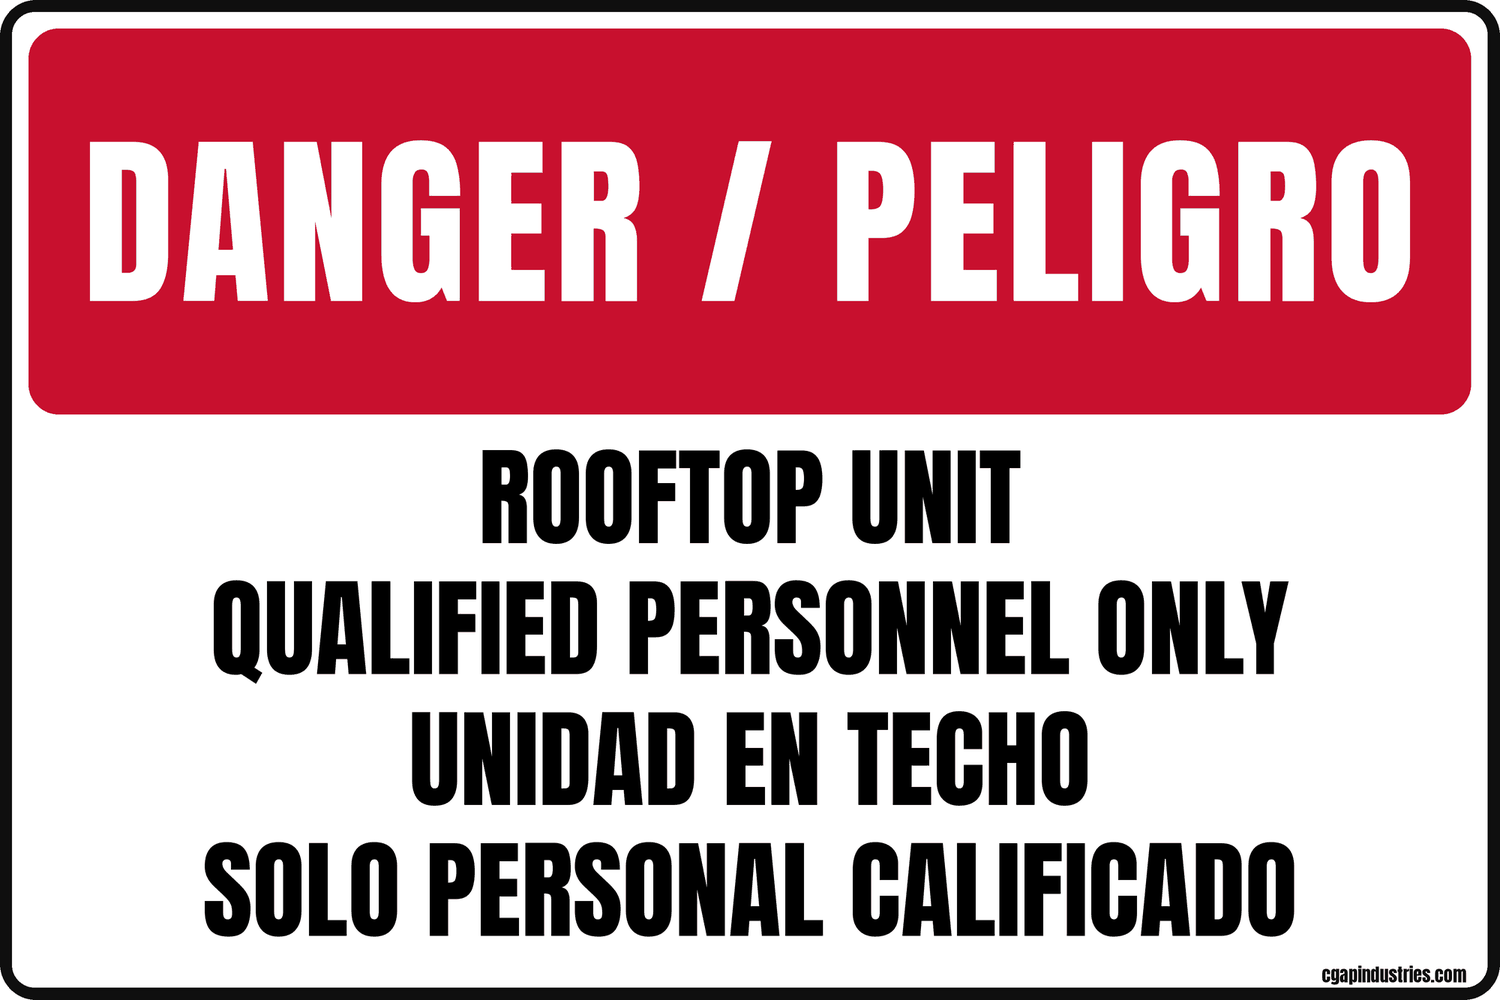 DANGER / PELIGRO
ROOFTOP UNIT
QUALIFIED PERSONNEL ONLY
UNIDAD EN TECHO
SOLO PERSONAL CALIFICADO
cgapindustries.com